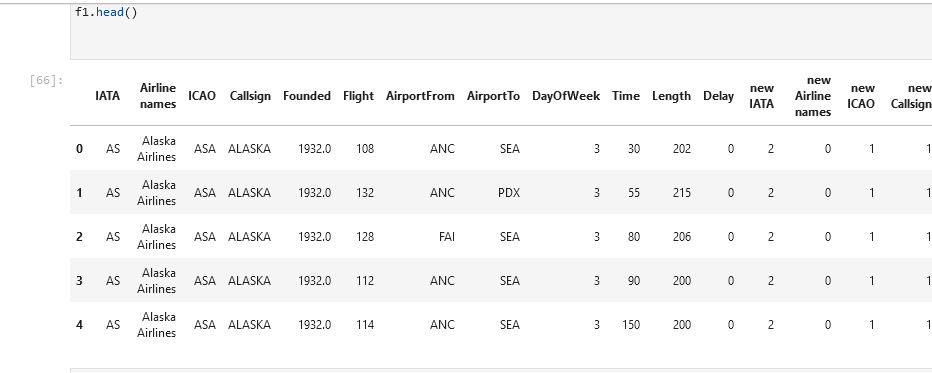 f1.head()
[66]:
IATA Airline names ICAO Callsign Founded Flight AirportFrom AirportTo DayOfWeek Time Length Delay new IATA new Airline names new ICAO new Callsign
0 AS Alaska Airlines ASA ALASKA 1932.0 108 ANC SEA 3 30 202 0 2 0 1 1
1 AS Alaska Airlines ASA ALASKA 1932.0 132 ANC PDX 3 55 215 0 2 0 1 1
2 AS Alaska Airlines ASA ALASKA 1932.0 128 FAI SEA 3 80 206 0 2 0 1 1
3 AS Alaska Airlines ASA ALASKA 1932.0 112 ANC SEA 3 90 200 0 2 0 1 1
4 AS Alaska Airlines ASA ALASKA 1932.0 114 ANC SEA 3 150 200 0 2 0 1 1